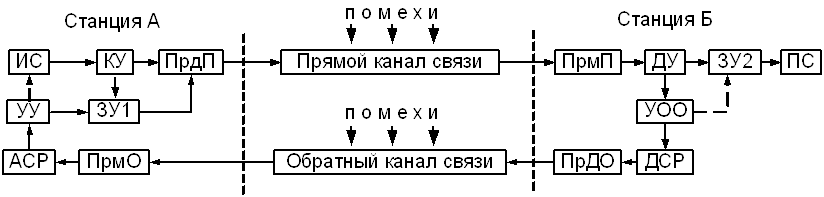 Станция А
помехи
Станция Б
ИС КУ ПрдП Прямой канал связи ПрмП ДУ ЗУ2 ПС
УУ ЗУ1 УОО
помехи
АСР ПрмО Обратный канал связи ПрДО ДСР